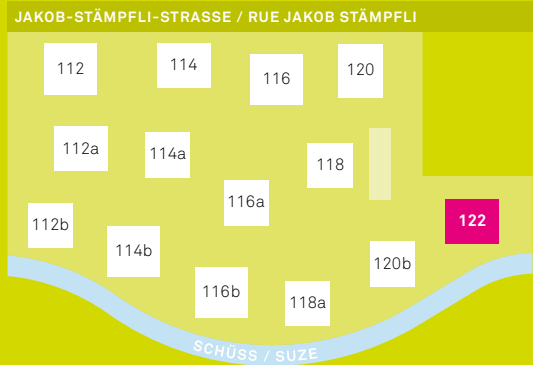 JAKOB-STÄMPFLI-STRASSE / RUE JAKOB STÄMPFLI
112
114
116
120
112a
114a
118
116a
112b
114b
122
120b
116b
118a
SCHÜSS / SUZE